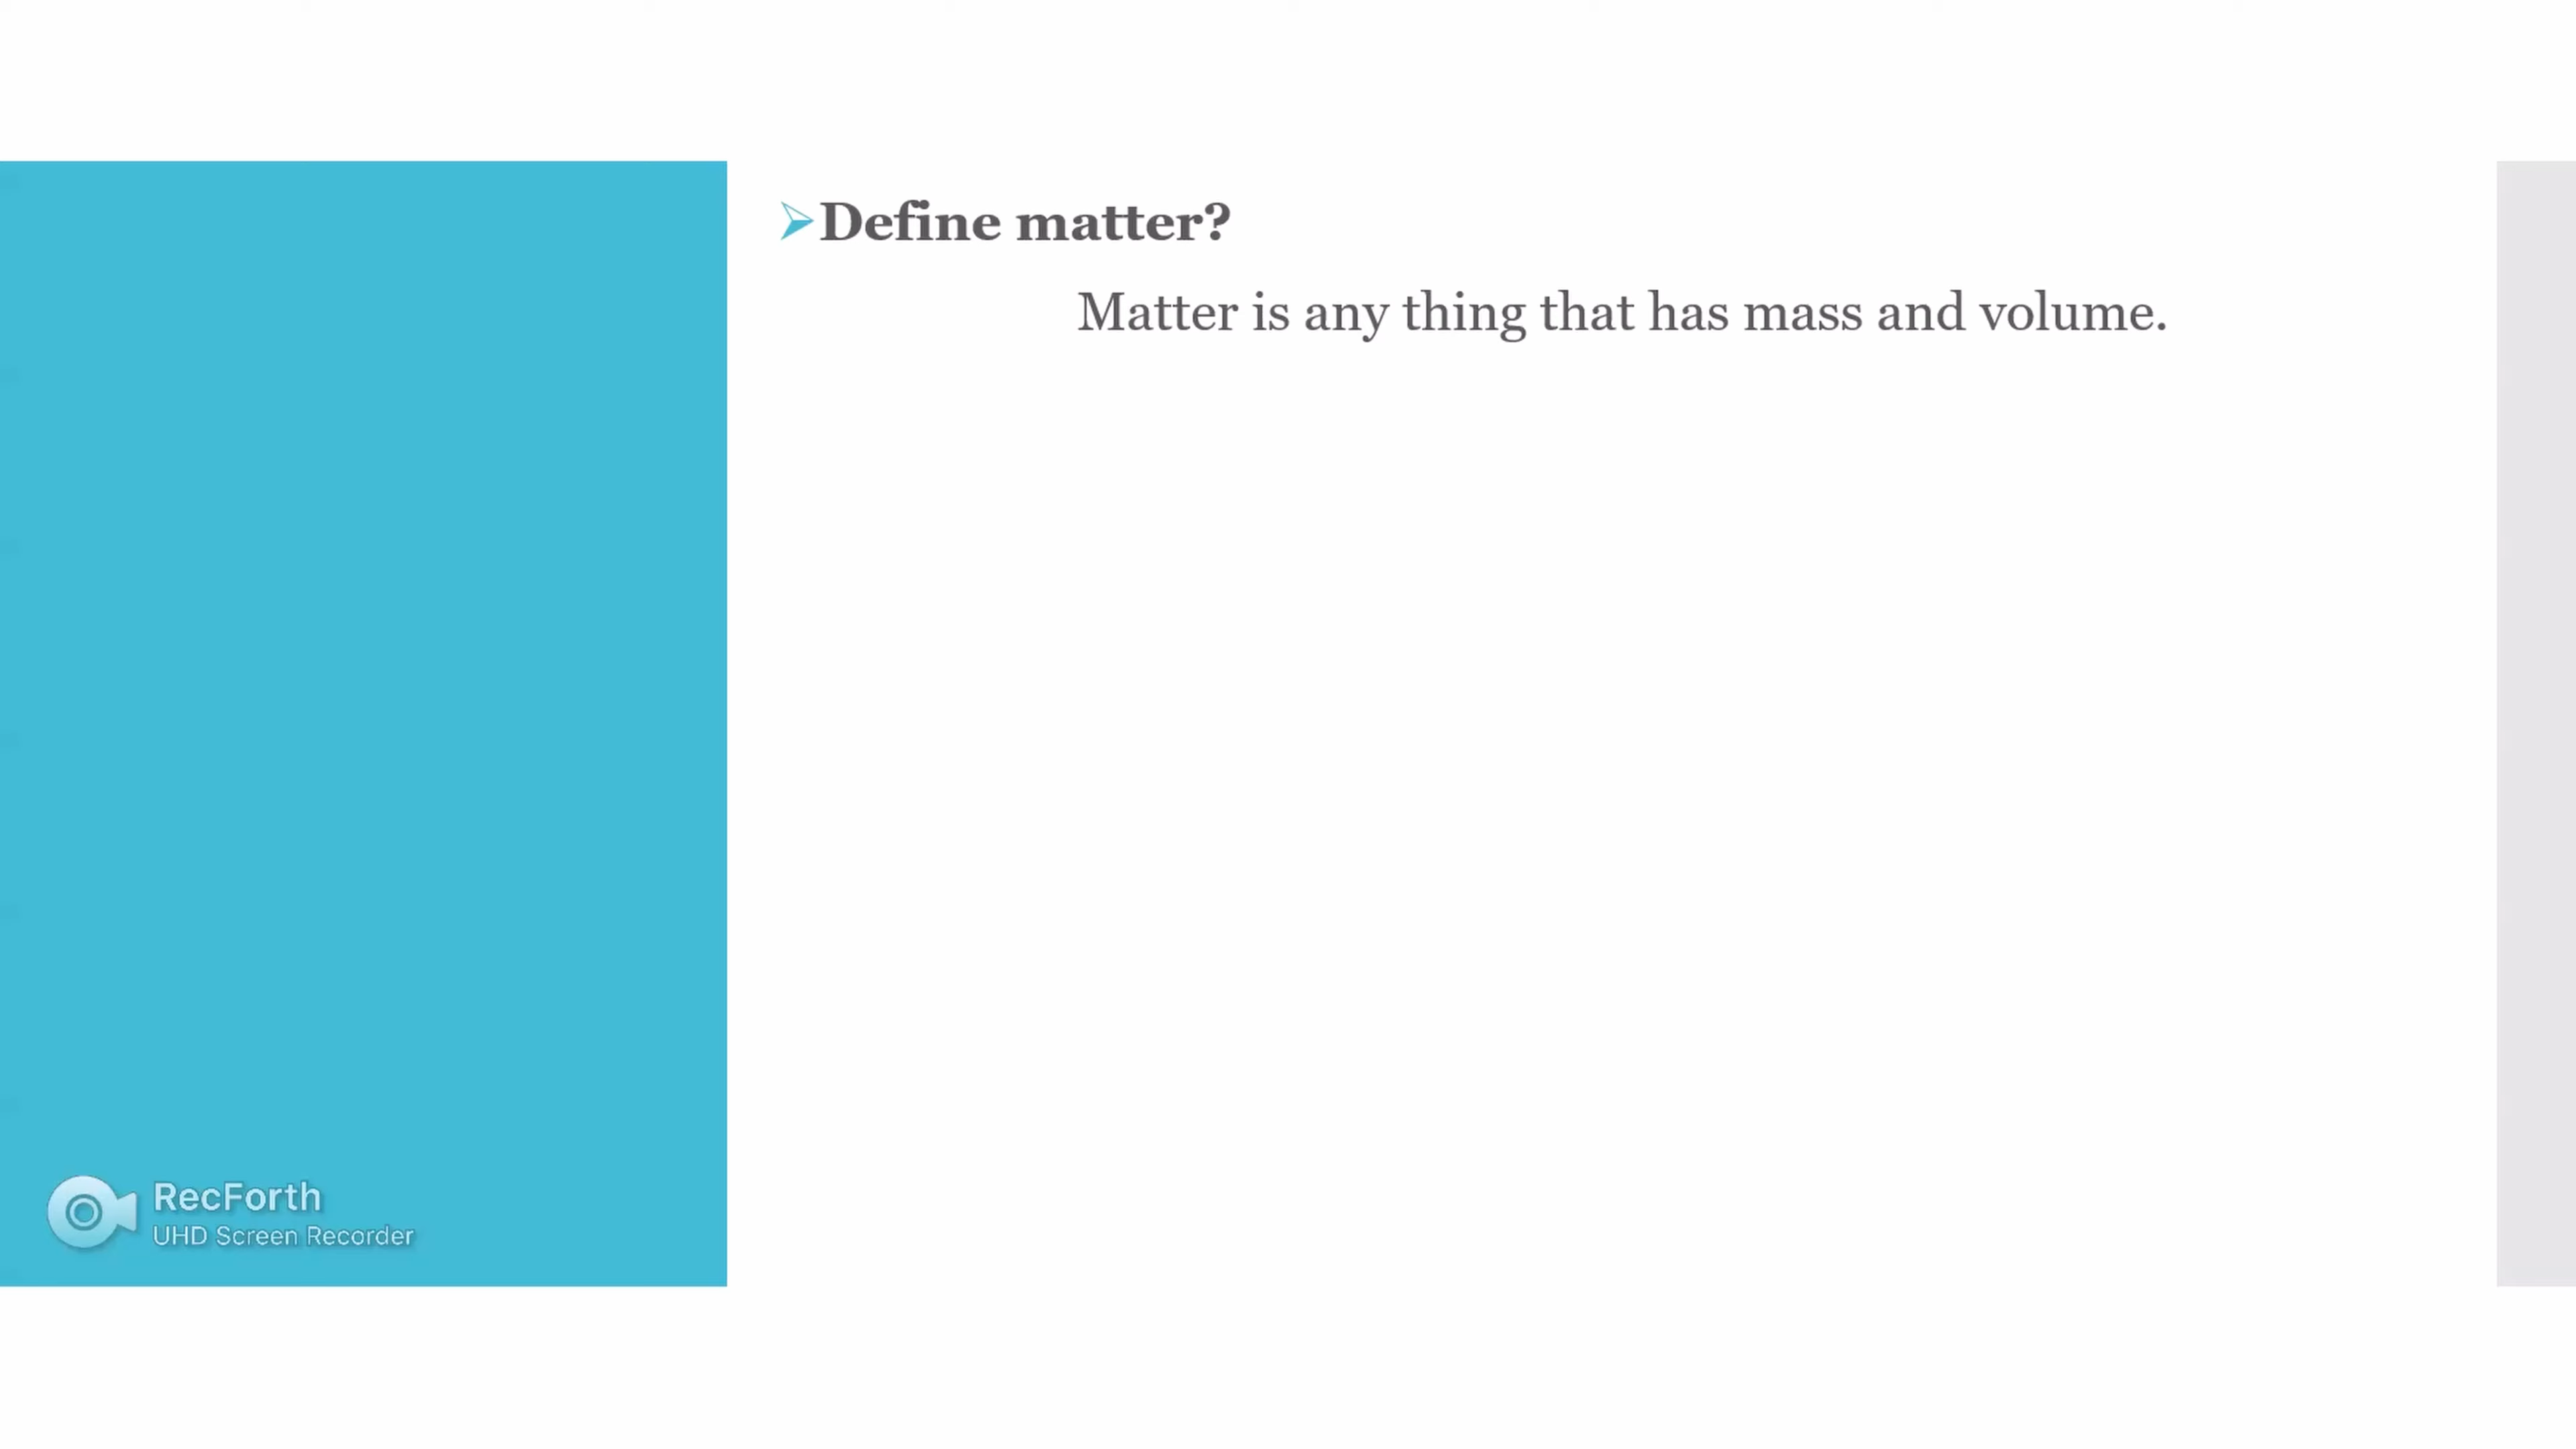 Define matter?
Matter is any thing that has mass and volume.
RecForth
UHD Screen Recorder